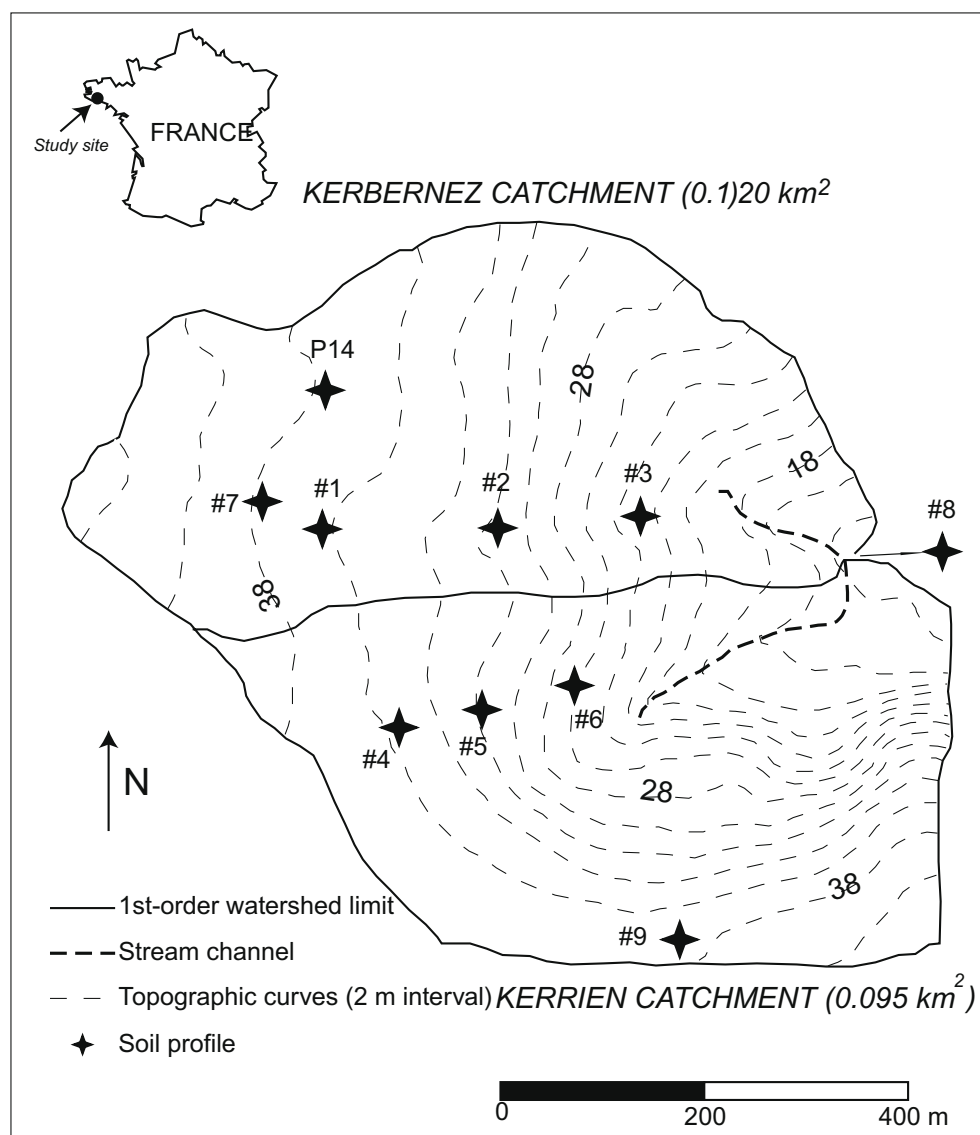 FRANCE
Study site
KERBERNEZ CATCHMENT (0.1)20 km²
P14
28
18
#7
#1
#2
#3
#8
38
#4
#5
#6
28
N
38
#9
1st-order watershed limit
Stream channel
Topographic curves (2 m interval)
KERRIEN CATCHMENT (0.095 km²)
Soil profile
0
200
400 m